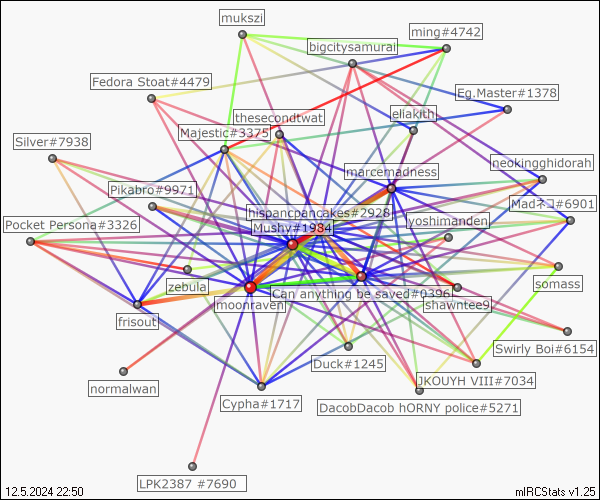 mukszi
ming#4742
bigcitysamurai
Fedora Stoat#4479
Eg.Master#1378
thesecondtwat
eliakith
Majestic#3375
Silver#7938
neokingghidorah
marcemadness
Pikabro#9971
Madネコ#6901
hispancpancakes#2928
Pocket Persona#3326
Mushy#1984
yoshimanden
zebula
somass
Can anything be saved#0396
moonraven
shawntee9
frisout
Swirly Boi#6154
Duck#1245
JKOUYH VIII#7034
normalwan
Cypha#1717
DacobDacob hORNY police#5271
LPK2387 #7690
12.5.2024 22:50
mIRCStats v1.25